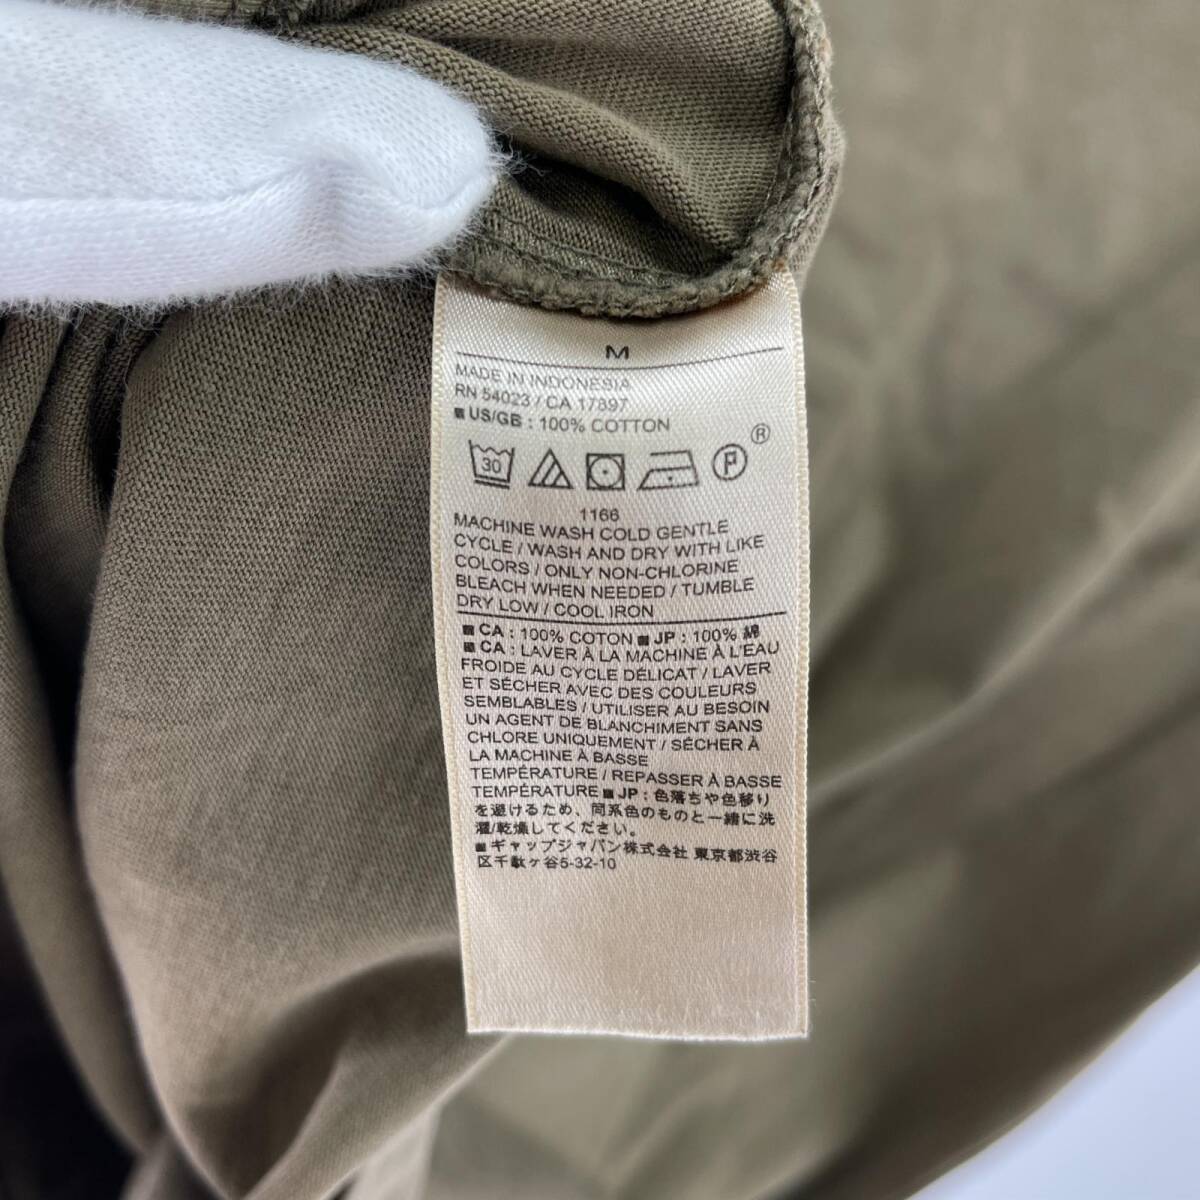 M
MADE IN INDONESIA
RN 54023 / CA 17897
■ US/GB : 100% COTTON
30 P ®
1166
MACHINE WASH COLD GENTLE
CYCLE / WASH AND DRY WITH LIKE
COLORS / ONLY NON-CHLORINE
BLEACH WHEN NEEDED / TUMBLE
DRY LOW / COOL IRON
■ CA : 100% COTON ■ JP : 100% 綿
■ CA : LAVER À LA MACHINE À L'EAU
FROIDE AU CYCLE DÉLICAT / LAVER
ET SÉCHER AVEC DES COULEURS
SEMBLABLES / UTILISER AU BESOIN
UN AGENT DE BLANCHIMENT SANS
CHLORE UNIQUEMENT / SÉCHER À
LA MACHINE À BASSE
TEMPÉRATURE / REPASSER À BASSE
TEMPÉRATURE ■ JP : 色落ちや色移り
を避けるため、同系色のものと一緒に洗
濯/乾燥してください。
■ ギャップジャパン株式会社 東京都渋谷
区千駄ヶ谷5-32-10